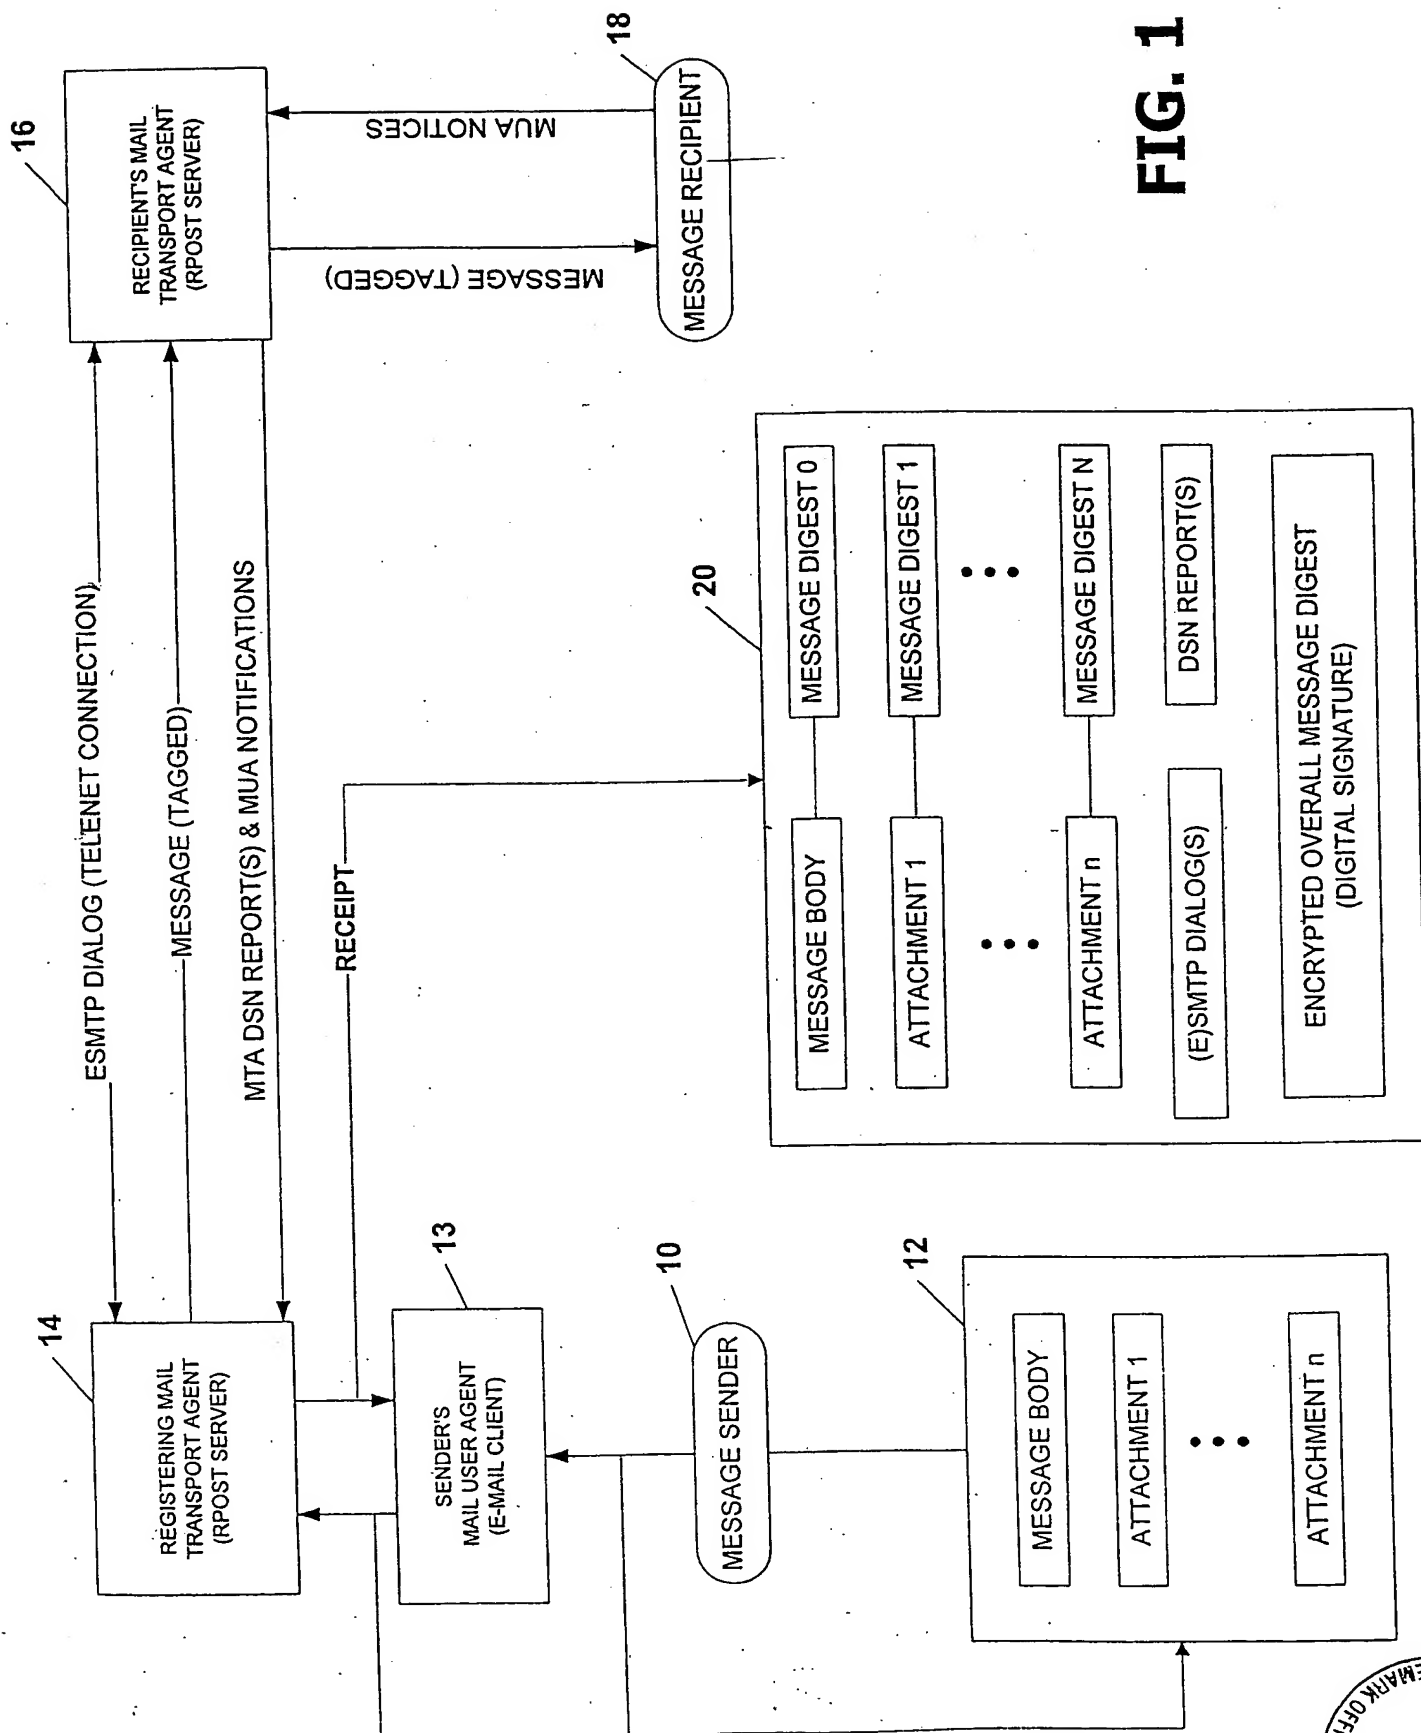 14
REGISTERING MAIL
TRANSPORT AGENT
(RPOST SERVER)
ESMTP DIALOG (TELENET CONNECTION)
MESSAGE (TAGGED)
MTA DSN REPORT(S) & MUA NOTIFICATIONS
16
RECIPIENT'S MAIL
TRANSPORT AGENT
(RPOST SERVER)
MESSAGE (TAGGED)
MUA NOTICES
18
MESSAGE RECIPIENT
RECEIPT
13
SENDER'S
MAIL USER AGENT
(E-MAIL CLIENT)
10
MESSAGE SENDER
12
MESSAGE BODY
ATTACHMENT 1
ATTACHMENT n
20
MESSAGE BODY
MESSAGE DIGEST 0
ATTACHMENT 1
MESSAGE DIGEST 1
ATTACHMENT n
MESSAGE DIGEST N
(E)SMTP DIALOG(S)
DSN REPORT(S)
ENCRYPTED OVERALL MESSAGE DIGEST
(DIGITAL SIGNATURE)
FIG. 1